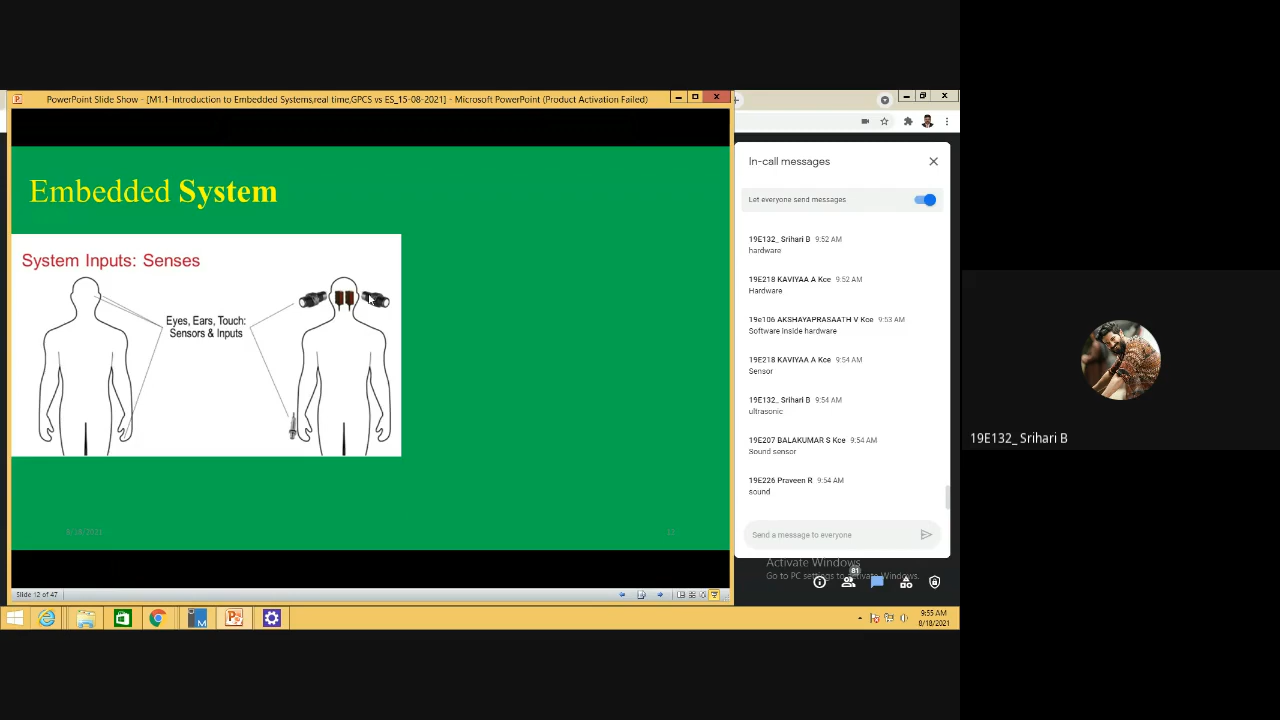 PowerPoint Slide Show - [M1.1-Introduction to Embedded Systems,real time,GPCS vs ES_15-08-2021] - Microsoft PowerPoint (Product Activation Failed)
Embedded System
System Inputs: Senses
Eyes, Ears, Touch:
Sensors & Inputs
8/18/2021
12
Slide 12 of 47
In-call messages
Let everyone send messages
19E132_ Srihari B 9:52 AM
hardware
19E218 KAVIYAA A Kce 9:52 AM
Hardware
19e106 AKSHAYAPRASAATH V Kce 9:53 AM
Software inside hardware
19E218 KAVIYAA A Kce 9:54 AM
Sensor
19E132_ Srihari B 9:54 AM
ultrasonic
19E207 BALAKUMAR S Kce 9:54 AM
Sound sensor
19E226 Praveen R 9:54 AM
sound
Send a message to everyone
Activate Windows
Go to PC settings to activate Windows.
81
9:55 AM
8/18/2021
19E132_ Srihari B